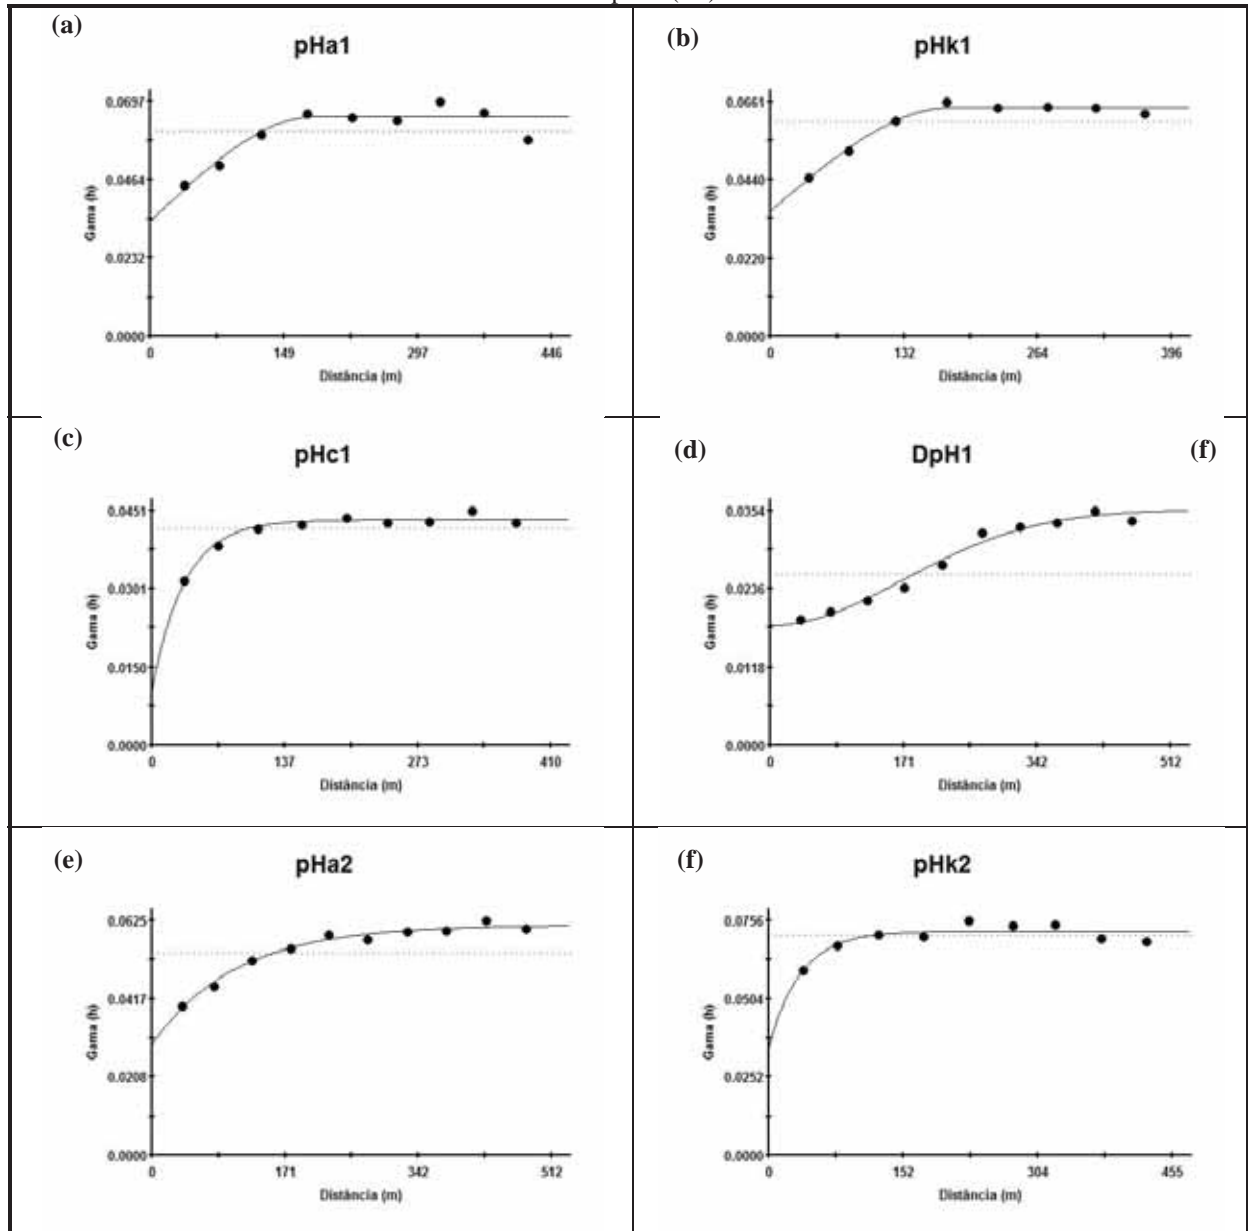 (a)
pHa1
0.0697
0.0464
0.0232
0.0000
Gama (h)
0 149 297 446
Distância (m)
(b)
pHk1
0.0661
0.0440
0.0220
0.0000
Gama (h)
0 132 264 396
Distância (m)
(c)
pHc1
0.0451
0.0301
0.0150
0.0000
Gama (h)
0 137 273 410
Distância (m)
(d)
DpH1
(f)
0.0354
0.0236
0.0118
0.0000
Gama (h)
0 171 342 512
Distância (m)
(e)
pHa2
0.0625
0.0417
0.0208
0.0000
Gama (h)
0 171 342 512
Distância (m)
(f)
pHk2
0.0756
0.0504
0.0252
0.0000
Gama (h)
0 152 304 455
Distância (m)